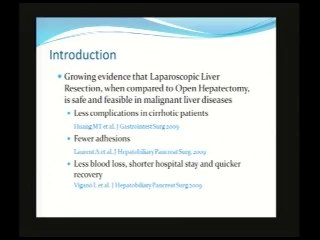 Introduction
Growing evidence that Laparoscopic Liver
Resection, when compared to Open Hepatectomy,
is safe and feasible in malignant liver diseases
Less complications in cirrhotic patients
Huang MT et al. J Gastrointest Surg 2009
Fewer adhesions
Laurent A et al. J Hepatobiliary Pancreat Surg. 2009
Less blood loss, shorter hospital stay and quicker
recovery
Vigano L et al. J Hepatobiliary Pancreat Surg 2009